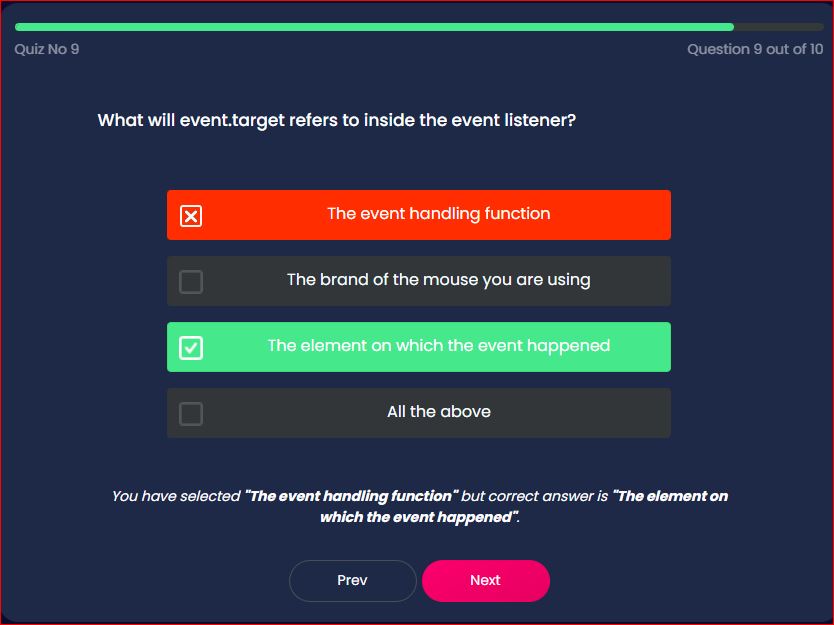 Quiz No 9
Question 9 out of 10
What will event.target refers to inside the event listener?
The event handling function
The brand of the mouse you are using
The element on which the event happened
All the above
You have selected "The event handling function" but correct answer is "The element on
which the event happened".
Prev
Next